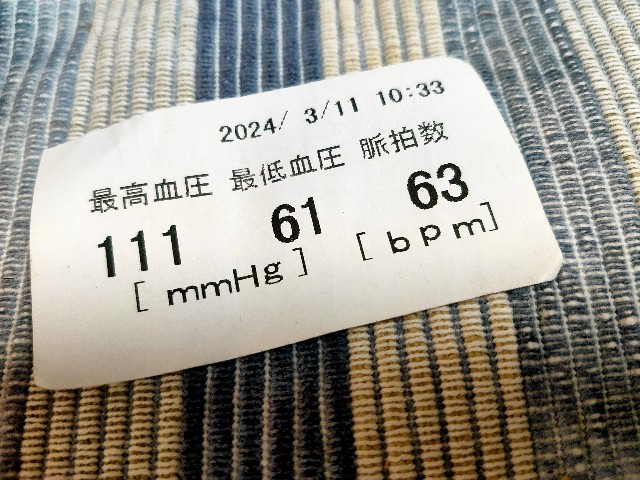 2024/ 3/11 10:33
最高血圧 最低血圧 脈拍数
111 61 63
[ mmHg ] [ bpm ]